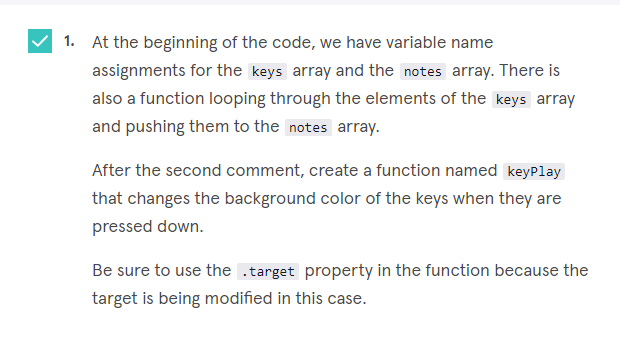 1. At the beginning of the code, we have variable name
assignments for the keys array and the notes array. There is
also a function looping through the elements of the keys array
and pushing them to the notes array.
After the second comment, create a function named keyPlay
that changes the background color of the keys when they are
pressed down.
Be sure to use the .target property in the function because the
target is being modified in this case.